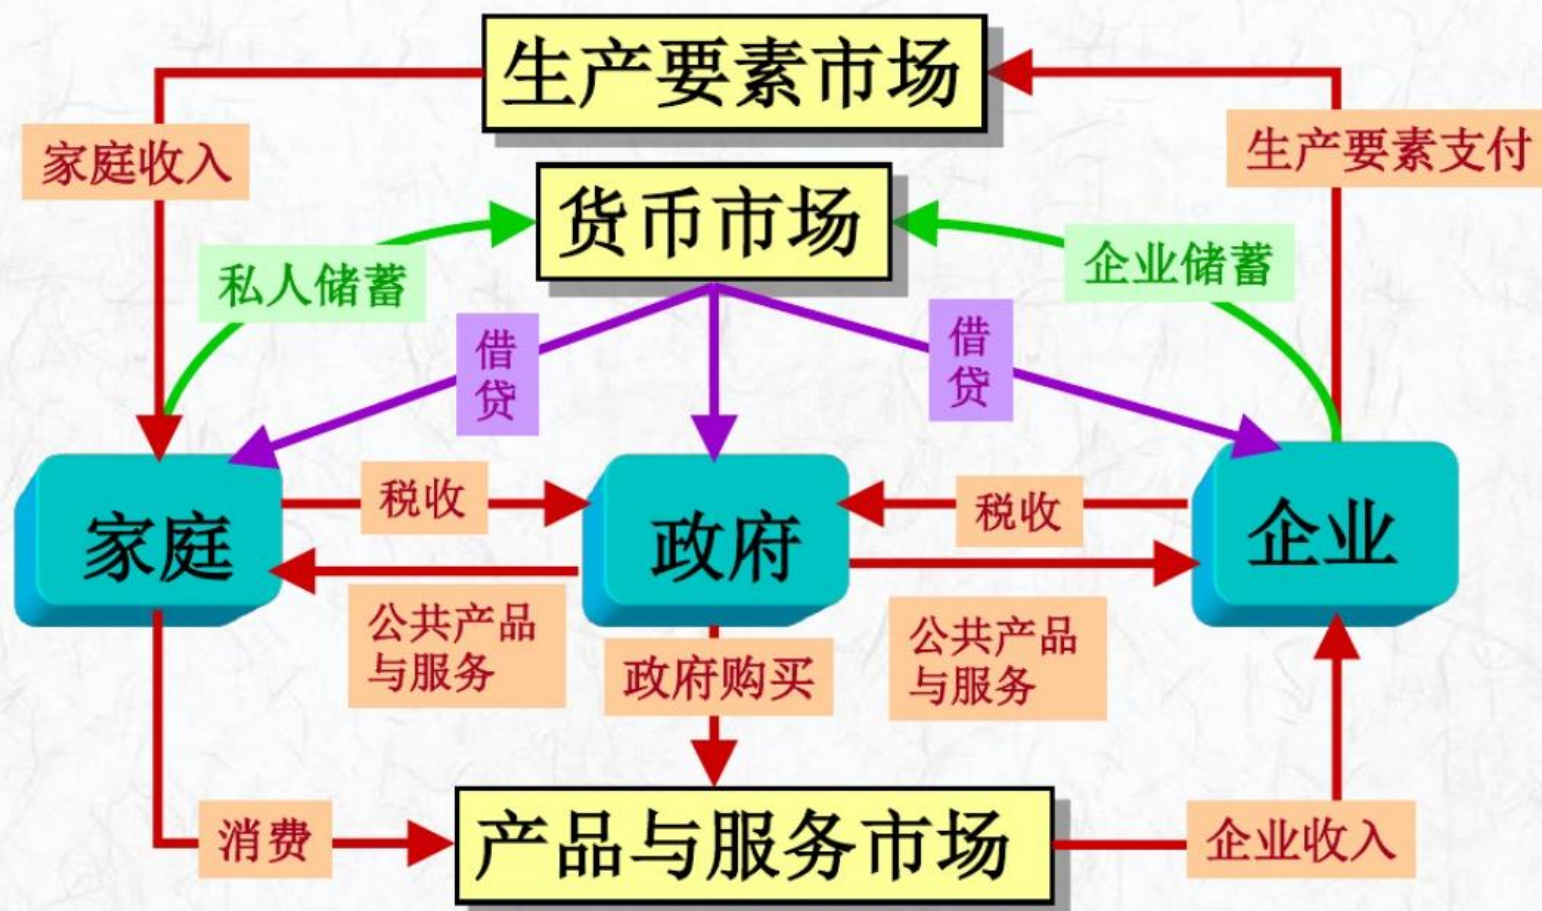 生产要素市场
家庭收入
生产要素支付
货币市场
私人储蓄
企业储蓄
借
贷
借
贷
家庭
税收
政府
税收
企业
公共产品
与服务
政府购买
公共产品
与服务
消费
产品与服务市场
企业收入